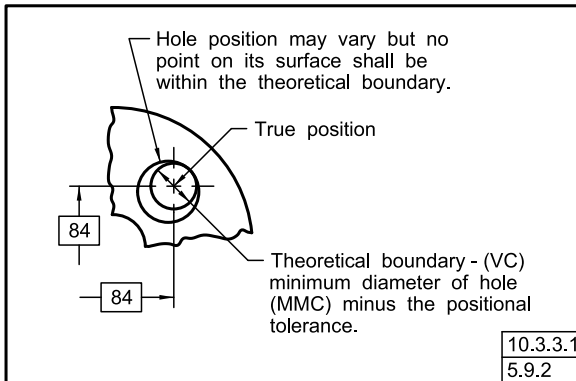 Hole position may vary but no
point on its surface shall be
within the theoretical boundary.
True position
84
84
Theoretical boundary - (VC)
minimum diameter of hole
(MMC) minus the positional
tolerance.
10.3.3.1
5.9.2